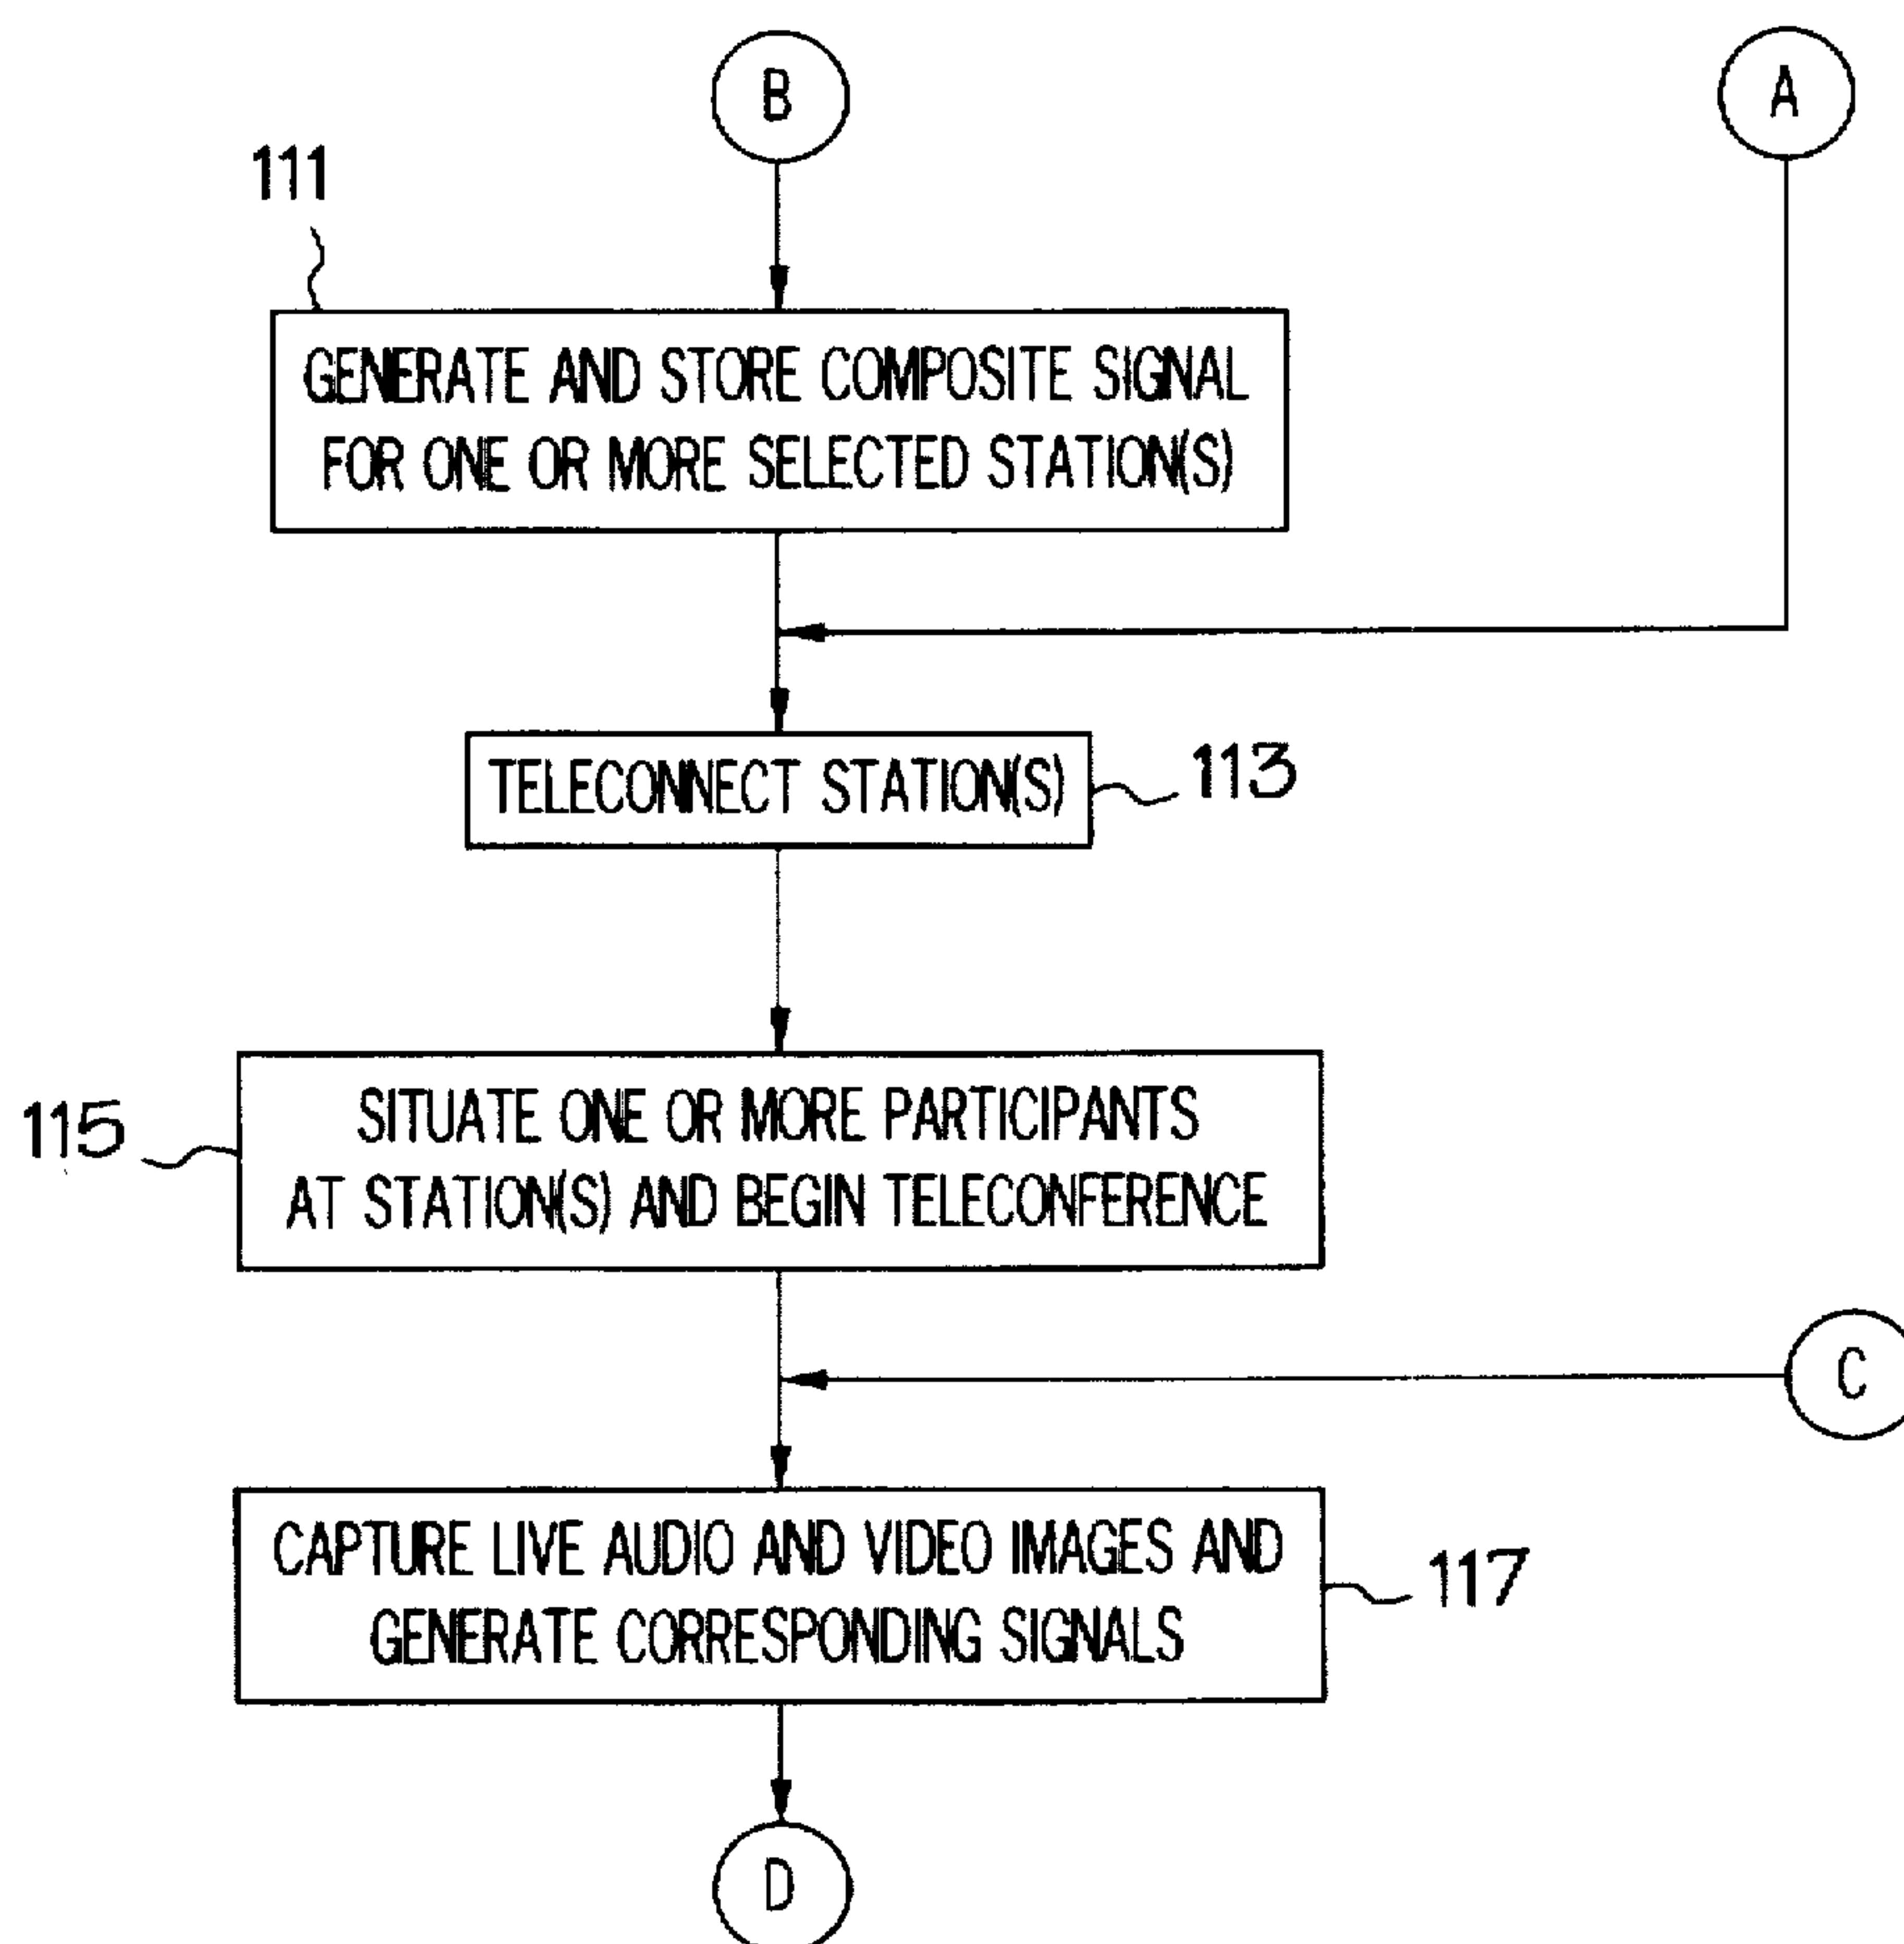 B
A
111
GENERATE AND STORE COMPOSITE SIGNAL
FOR ONE OR MORE SELECTED STATION(S)
TELECONNECT STATION(S)
113
115
SITUATE ONE OR MORE PARTICIPANTS
AT STATION(S) AND BEGIN TELECONFERENCE
C
CAPTURE LIVE AUDIO AND VIDEO IMAGES AND
GENERATE CORRESPONDING SIGNALS
117
D